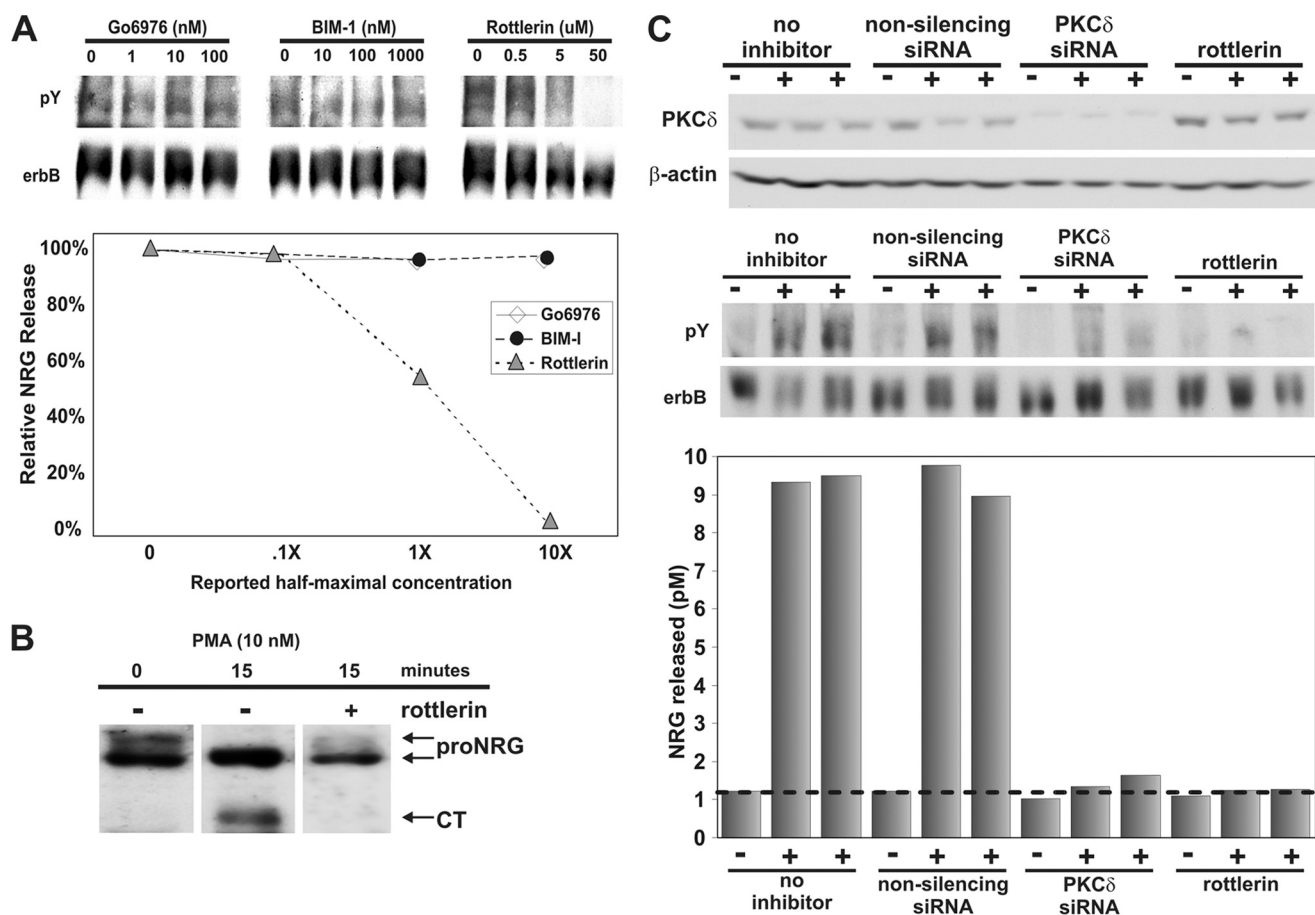 A
Go6976 (nM)
BIM-1 (nM)
Rottlerin (uM)
0 1 10 100
0 10 100 1000
0 0.5 5 50
pY
erbB
100%
80%
60%
40%
20%
0%
Relative NRG Release
Go6976
BIM-I
Rottlerin
0 .1X 1X 10X
Reported half-maximal concentration
B
PMA (10 nM)
0 15 15 minutes
- - + rottlerin
proNRG
CT
C
no inhibitor
non-silencing siRNA
PKCδ siRNA
rottlerin
- + + - + + - + + - + +
PKCδ
β-actin
no inhibitor
non-silencing siRNA
PKCδ siRNA
rottlerin
- + + - + + - + + - + +
pY
erbB
10
9
8
7
6
5
4
3
2
1
0
NRG released (pM)
- + + - + + - + + - + +
no inhibitor
non-silencing siRNA
PKCδ siRNA
rottlerin